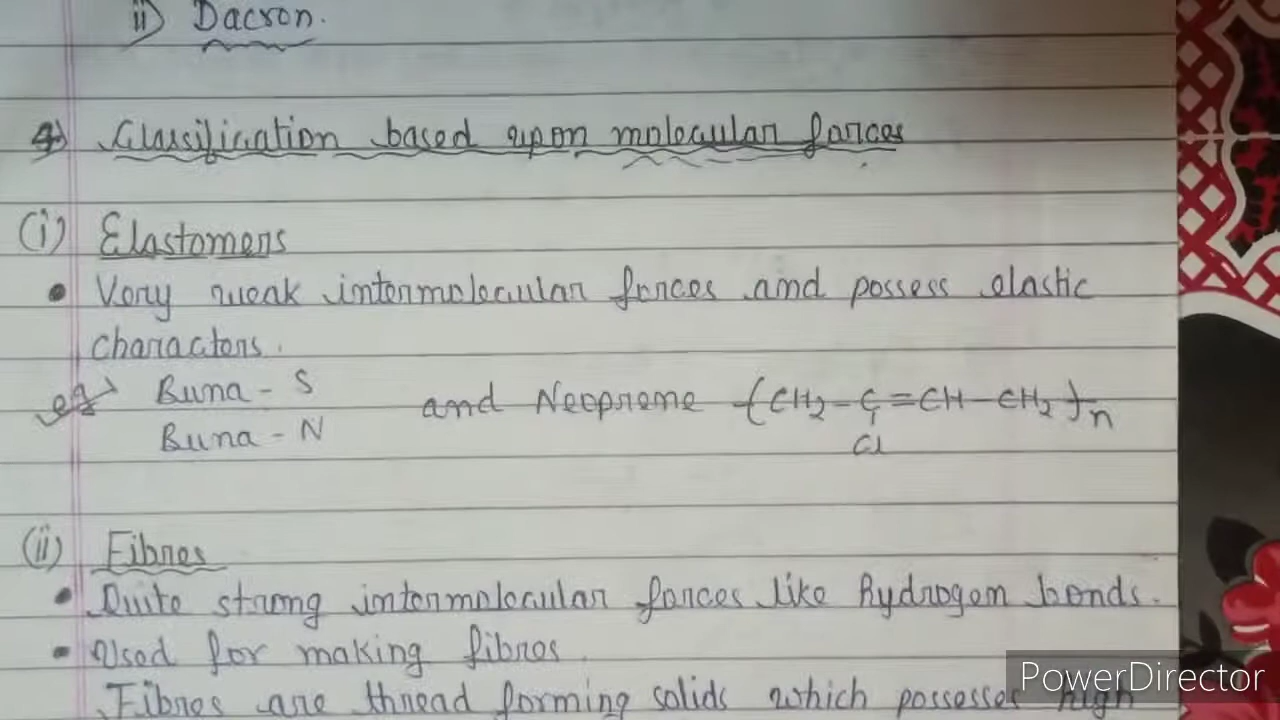 ii) Dacron.
4) Classification based upon molecular forces
(i) Elastomers
• Very weak intermolecular forces and possess elastic
characters.
eg Buna - S
Buna - N
and Neoprene -(CH2-C=CH-CH2)-n
Cl
(ii) Fibres
• Quite strong intermolecular forces like hydrogen bonds.
• Used for making fibres.
Fibres are thread forming solids which possesses high
PowerDirector